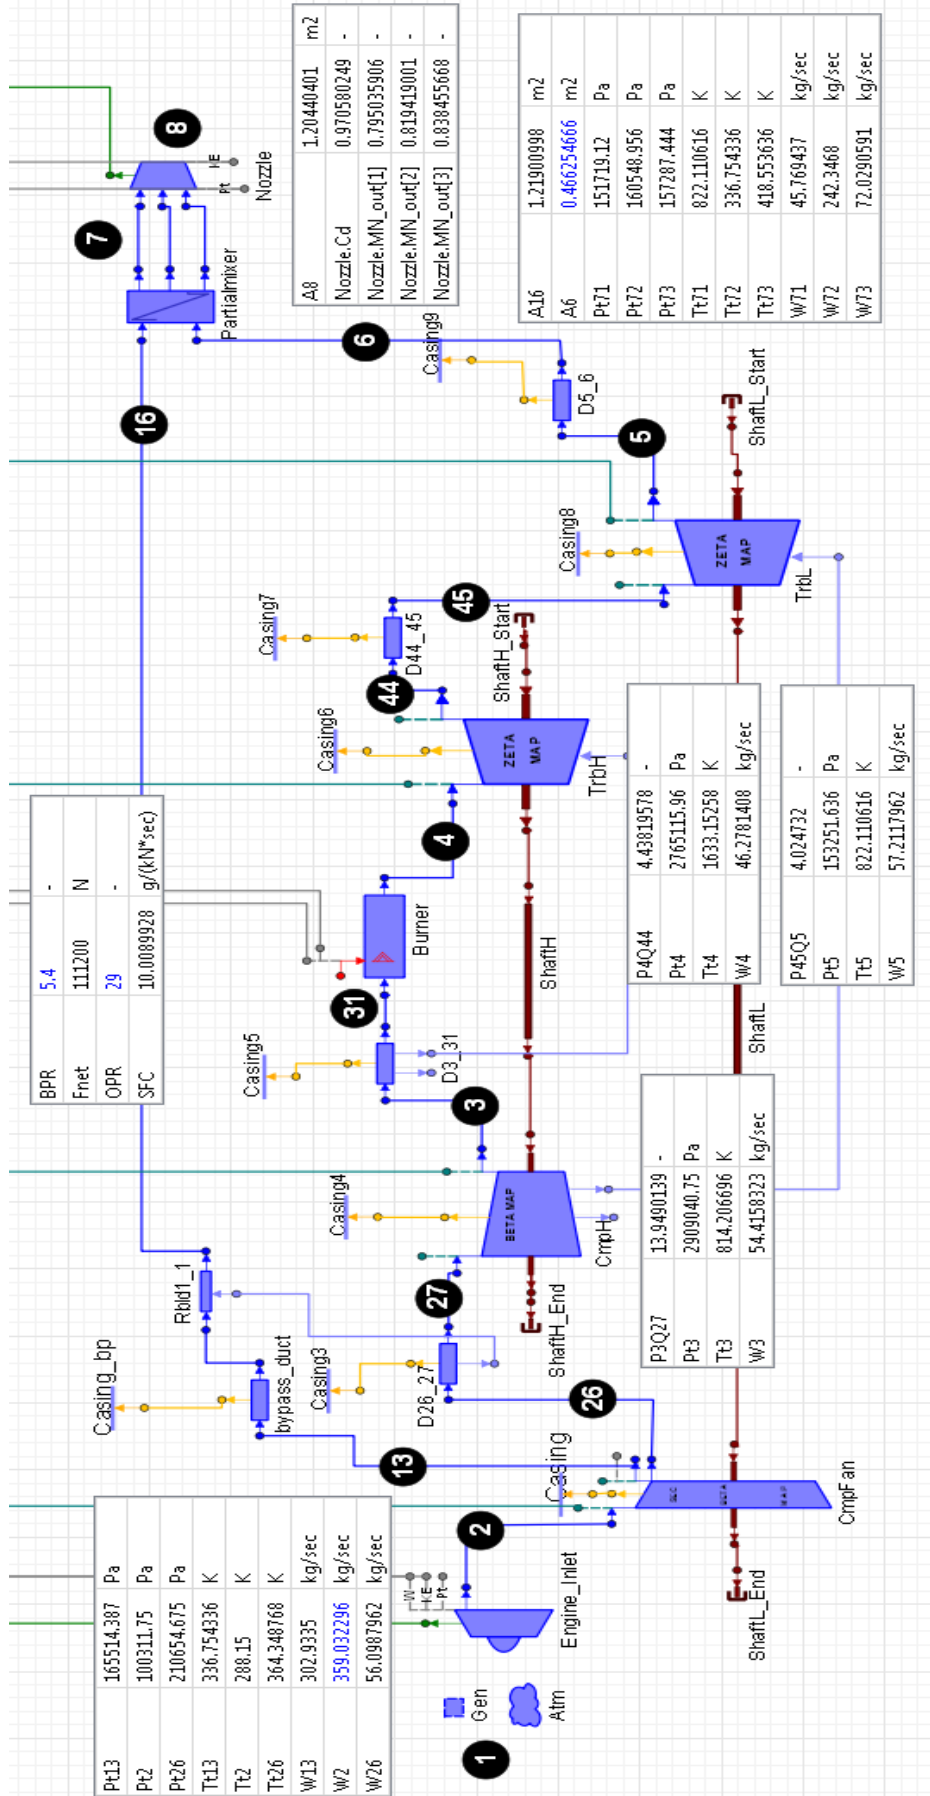 Pt13 165514.387 Pa
Pt2 100311.75 Pa
Pt26 210654.675 Pa
Tt13 336.754336 K
Tt2 288.15 K
Tt26 364.348768 K
W13 302.9335 kg/sec
W2 359.032296 kg/sec
W26 56.0987962 kg/sec
BPR 5.4 -
Fnet 111200 N
OPR 29 -
SFC 10.0089928 g/(kN*sec)
A8 1.20440401 m2
Nozzle.Cd 0.970580249 -
Nozzle.MN_out[1] 0.795035906 -
Nozzle.MN_out[2] 0.819419001 -
Nozzle.MN_out[3] 0.838455668 -
A16 1.21900998 m2
A6 0.466254666 m2
Pt71 151719.12 Pa
Pt72 160548.956 Pa
Pt73 157287.444 Pa
Tt71 822.110616 K
Tt72 336.754336 K
Tt73 418.553636 K
W71 45.769437 kg/sec
W72 242.3468 kg/sec
W73 72.0290591 kg/sec
P3Q27 13.9490139 -
Pt3 2909040.75 Pa
Tt3 814.206696 K
W3 54.4158323 kg/sec
P4Q44 4.43819578 -
Pt4 2765115.96 Pa
Tt4 1633.15258 K
W4 46.2781408 kg/sec
P45Q5 4.024732 -
Pt5 153251.636 Pa
Tt5 822.110616 K
W5 57.2117962 kg/sec
1
Gen
Atm
Engine_Inlet
W
KE
Pt
2
Casing
SEC
BETA
MAP
CmpFan
ShaftL_End
13
26
Casing_bp
bypass_duct
Rbld1_1
Casing3
D26_27
27
ShaftH_End
Casing4
BETA MAP
CmpH
3
Casing5
D3_31
31
Burner
4
ShaftH
ShaftL
Casing6
ZETA
MAP
TrbH
44
Casing7
D44_45
ShaftH_Start
45
Casing8
ZETA
MAP
TrbL
ShaftL_Start
5
D5_6
Casing9
6
16
Partialmixer
7
8
Pt
KE
Nozzle